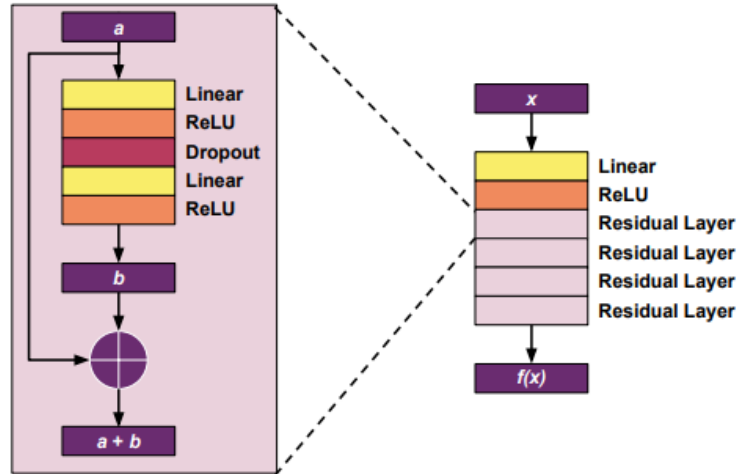 a
Linear
ReLU
Dropout
Linear
ReLU
b
a + b
x
Linear
ReLU
Residual Layer
Residual Layer
Residual Layer
Residual Layer
f(x)